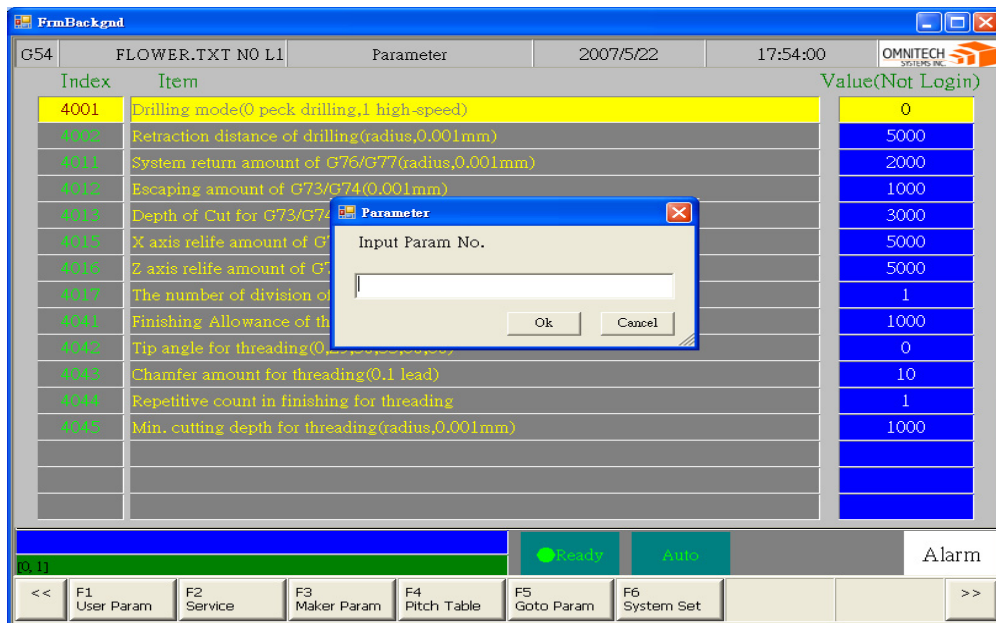 FrmBackgnd
G54 FLOWER.TXT N0 L1 Parameter 2007/5/22 17:54:00 OMNITECH SYSTEMS INC.
Index Item Value(Not Login)
4001 Drilling mode(0 peck drilling,1 high-speed) 0
4002 Retraction distance of drilling(radius,0.001mm) 5000
4011 System return amount of G76/G77(radius,0.001mm) 2000
4012 Escaping amount of G73/G74(0.001mm) 1000
4013 Depth of Cut for G73/G74 3000
4015 X axis relife amount of 5000
4016 Z axis relife amount of 5000
4017 The number of division of 1
4041 Finishing Allowance of 1000
4042 Tip angle for 0
4043 Chamfer amount for threading(0.1 lead) 10
4044 Repetitive count in finishing for threading 1
4045 Min. cutting depth for threading(radius,0.001mm) 1000
Parameter
Input Param No.
Ok Cancel
Ready Auto Alarm
[0, 1]
<< F1 F2 F3 F4 F5 F6 >>
User Param Service Maker Param Pitch Table Goto Param System Set